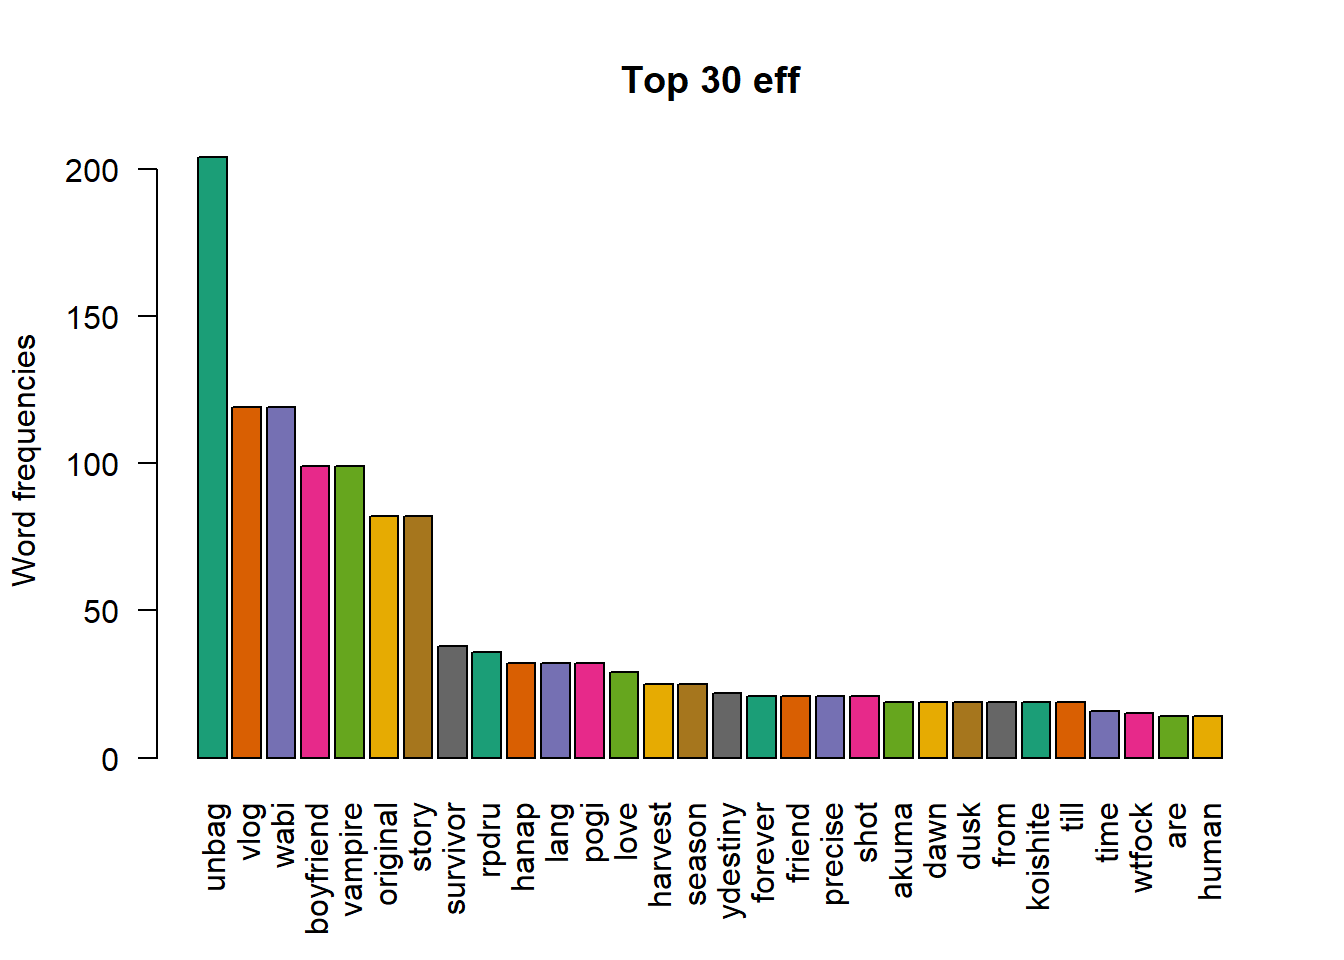 Top 30 eff
Word frequencies
200
150
100
50
0
unbag
vlog
wabi
boyfriend
vampire
original
story
survivor
rpdru
hanap
lang
pogi
love
harvest
season
ydestiny
forever
friend
precise
shot
akuma
dawn
dusk
from
koishite
till
time
wtfock
are
human